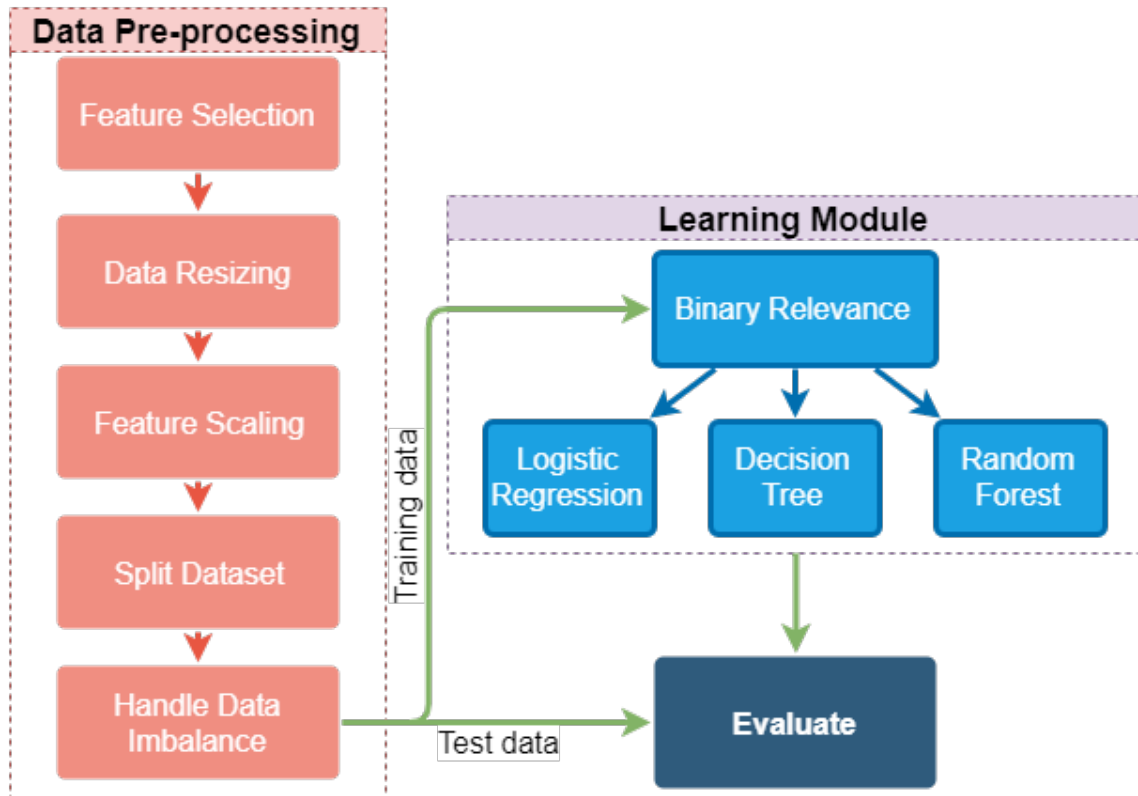 Data Pre-processing
Feature Selection
Data Resizing
Feature Scaling
Split Dataset
Handle Data
Imbalance
Training data
Test data
Learning Module
Binary Relevance
Logistic
Regression
Decision
Tree
Random
Forest
Evaluate